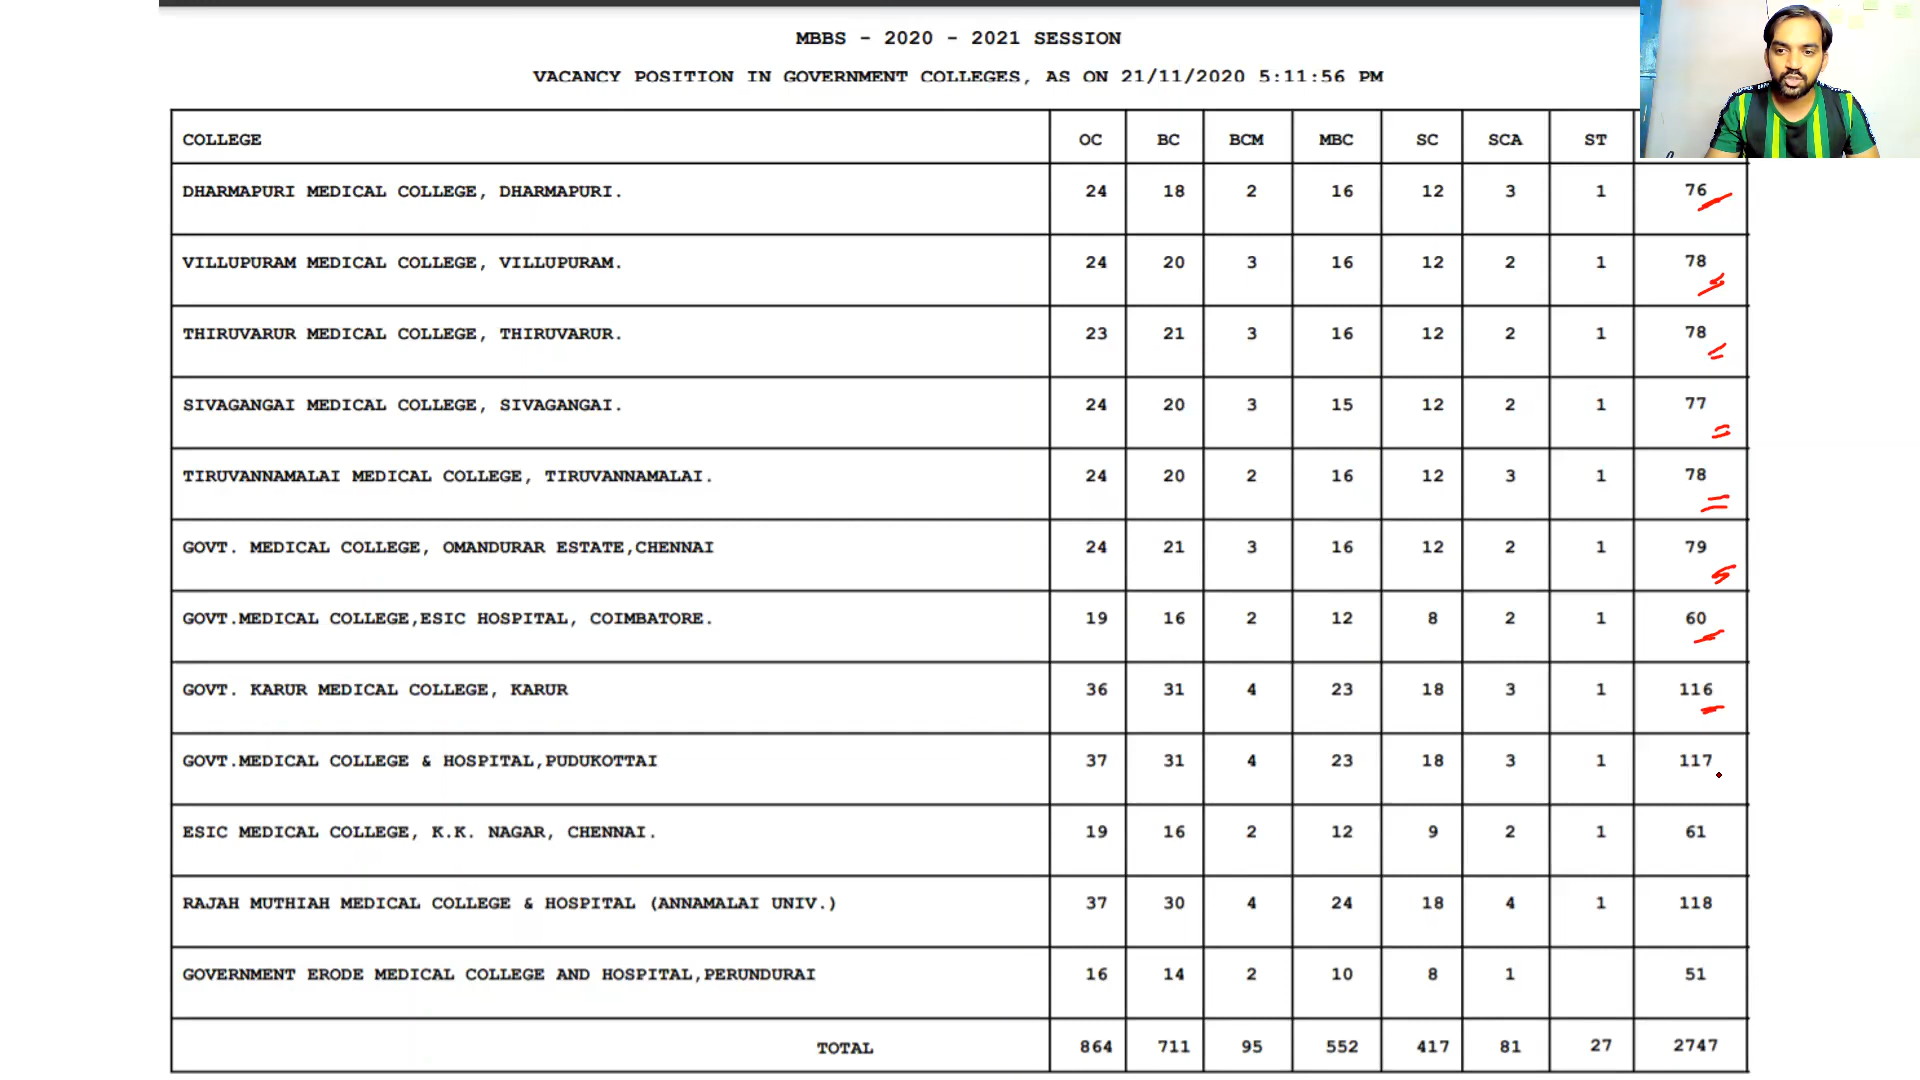 MBBS - 2020 - 2021 SESSION
VACANCY POSITION IN GOVERNMENT COLLEGES, AS ON 21/11/2020 5:11:56 PM
COLLEGE OC BC BCM MBC SC SCA ST
DHARMAPURI MEDICAL COLLEGE, DHARMAPURI. 24 18 2 16 12 3 1 76
VILLUPURAM MEDICAL COLLEGE, VILLUPURAM. 24 20 3 16 12 2 1 78
THIRUVARUR MEDICAL COLLEGE, THIRUVARUR. 23 21 3 16 12 2 1 78
SIVAGANGAI MEDICAL COLLEGE, SIVAGANGAI. 24 20 3 15 12 2 1 77
TIRUVANNAMALAI MEDICAL COLLEGE, TIRUVANNAMALAI. 24 20 2 16 12 3 1 78
GOVT. MEDICAL COLLEGE, OMANDURAR ESTATE,CHENNAI 24 21 3 16 12 2 1 79
GOVT.MEDICAL COLLEGE,ESIC HOSPITAL, COIMBATORE. 19 16 2 12 8 2 1 60
GOVT. KARUR MEDICAL COLLEGE, KARUR 36 31 4 23 18 3 1 116
GOVT.MEDICAL COLLEGE & HOSPITAL,PUDUKOTTAI 37 31 4 23 18 3 1 117
ESIC MEDICAL COLLEGE, K.K. NAGAR, CHENNAI. 19 16 2 12 9 2 1 61
RAJAH MUTHIAH MEDICAL COLLEGE & HOSPITAL (ANNAMALAI UNIV.) 37 30 4 24 18 4 1 118
GOVERNMENT ERODE MEDICAL COLLEGE AND HOSPITAL,PERUNDURAI 16 14 2 10 8 1 51
TOTAL 864 711 95 552 417 81 27 2747